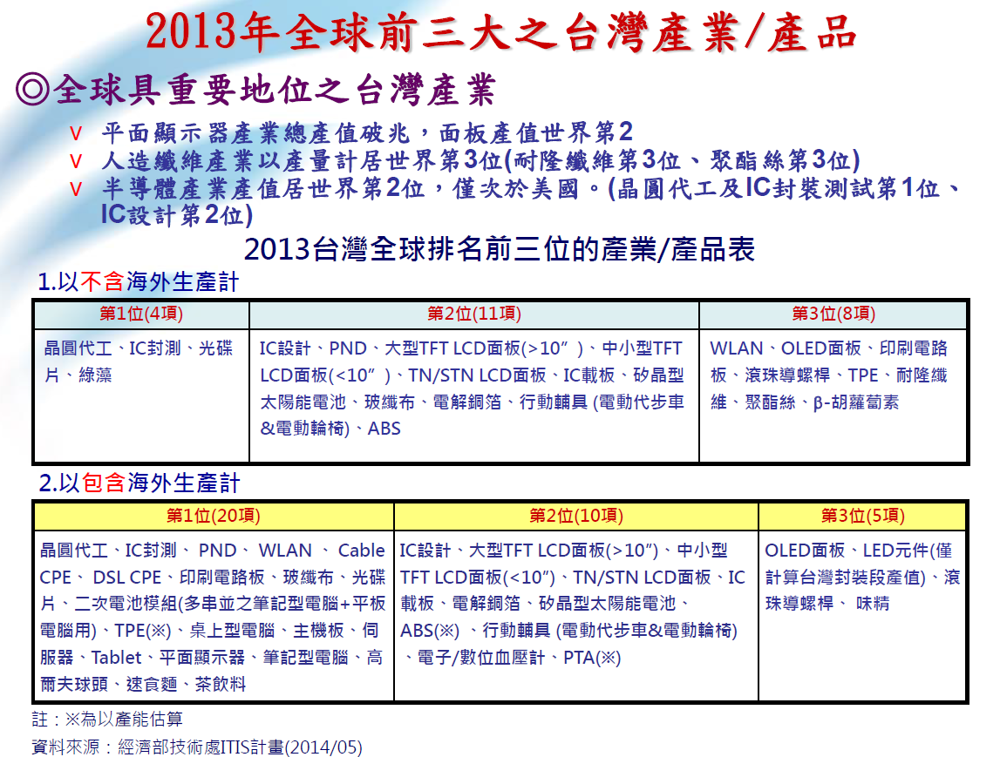 2013年全球前三大之台灣產業/產品
◎全球具重要地位之台灣產業
v 平面顯示器產業總產值破兆，面板產值世界第2
v 人造纖維產業以產量計居世界第3位(耐隆纖維第3位、聚酯絲第3位)
v 半導體產業產值居世界第2位，僅次於美國。(晶圓代工及IC封裝測試第1位、
IC設計第2位)
2013台灣全球排名前三位的產業/產品表
1.以不含海外生產計
第1位(4項)
晶圓代工、IC封測、光碟
片、綠藻
第2位(11項)
IC設計、PND、大型TFT LCD面板(>10”)、中小型TFT
LCD面板(<10”)、TN/STN LCD面板、IC載板、矽晶型
太陽能電池、玻纖布、電解銅箔、行動輔具 (電動代步車
&電動輪椅)、ABS
第3位(8項)
WLAN、OLED面板、印刷電路
板、滾珠導螺桿、TPE、耐隆纖
維、聚酯絲、β-胡蘿蔔素
2.以包含海外生產計
第1位(20項)
晶圓代工、IC封測、 PND、 WLAN 、 Cable
CPE、 DSL CPE、印刷電路板、玻纖布、光碟
片、二次電池模組(多串並之筆記型電腦+平板
電腦用)、TPE(※)、桌上型電腦、主機板、伺
服器、Tablet、平面顯示器、筆記型電腦、高
爾夫球頭、速食麵、茶飲料
第2位(10項)
IC設計、大型TFT LCD面板(>10”)、中小型
TFT LCD面板(<10”)、TN/STN LCD面板、IC
載板、電解銅箔、矽晶型太陽能電池、
ABS(※) 、行動輔具 (電動代步車&電動輪椅)
、電子/數位血壓計、PTA(※)
第3位(5項)
OLED面板、LED元件(僅
計算台灣封裝段產值)、滾
珠導螺桿、 味精
註：※為以產能估算
資料來源：經濟部技術處ITIS計畫(2014/05)